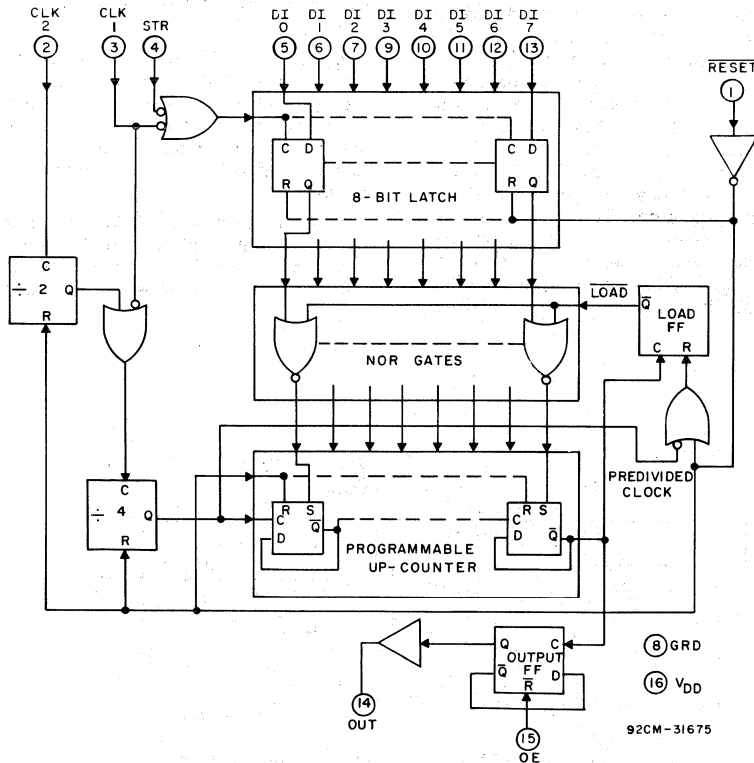 CLK 2
CLK 1
STR
DI 0
DI 1
DI 2
DI 3
DI 4
DI 5
DI 6
DI 7
2
3
4
5
6
7
9
10
11
12
13
RESET
1
C D
R Q
C D
R Q
8-BIT LATCH
C
÷ 2 Q
R
LOAD
Q
LOAD FF
C R
NOR GATES
PREDIVIDED CLOCK
C
÷ 4 Q
R
R S
C Q
D
R S
C Q
D
PROGRAMMABLE
UP-COUNTER
Q C
OUTPUT
Q FF D
R
14
OUT
15
OE
8 GRD
16 VDD
92CM-31675